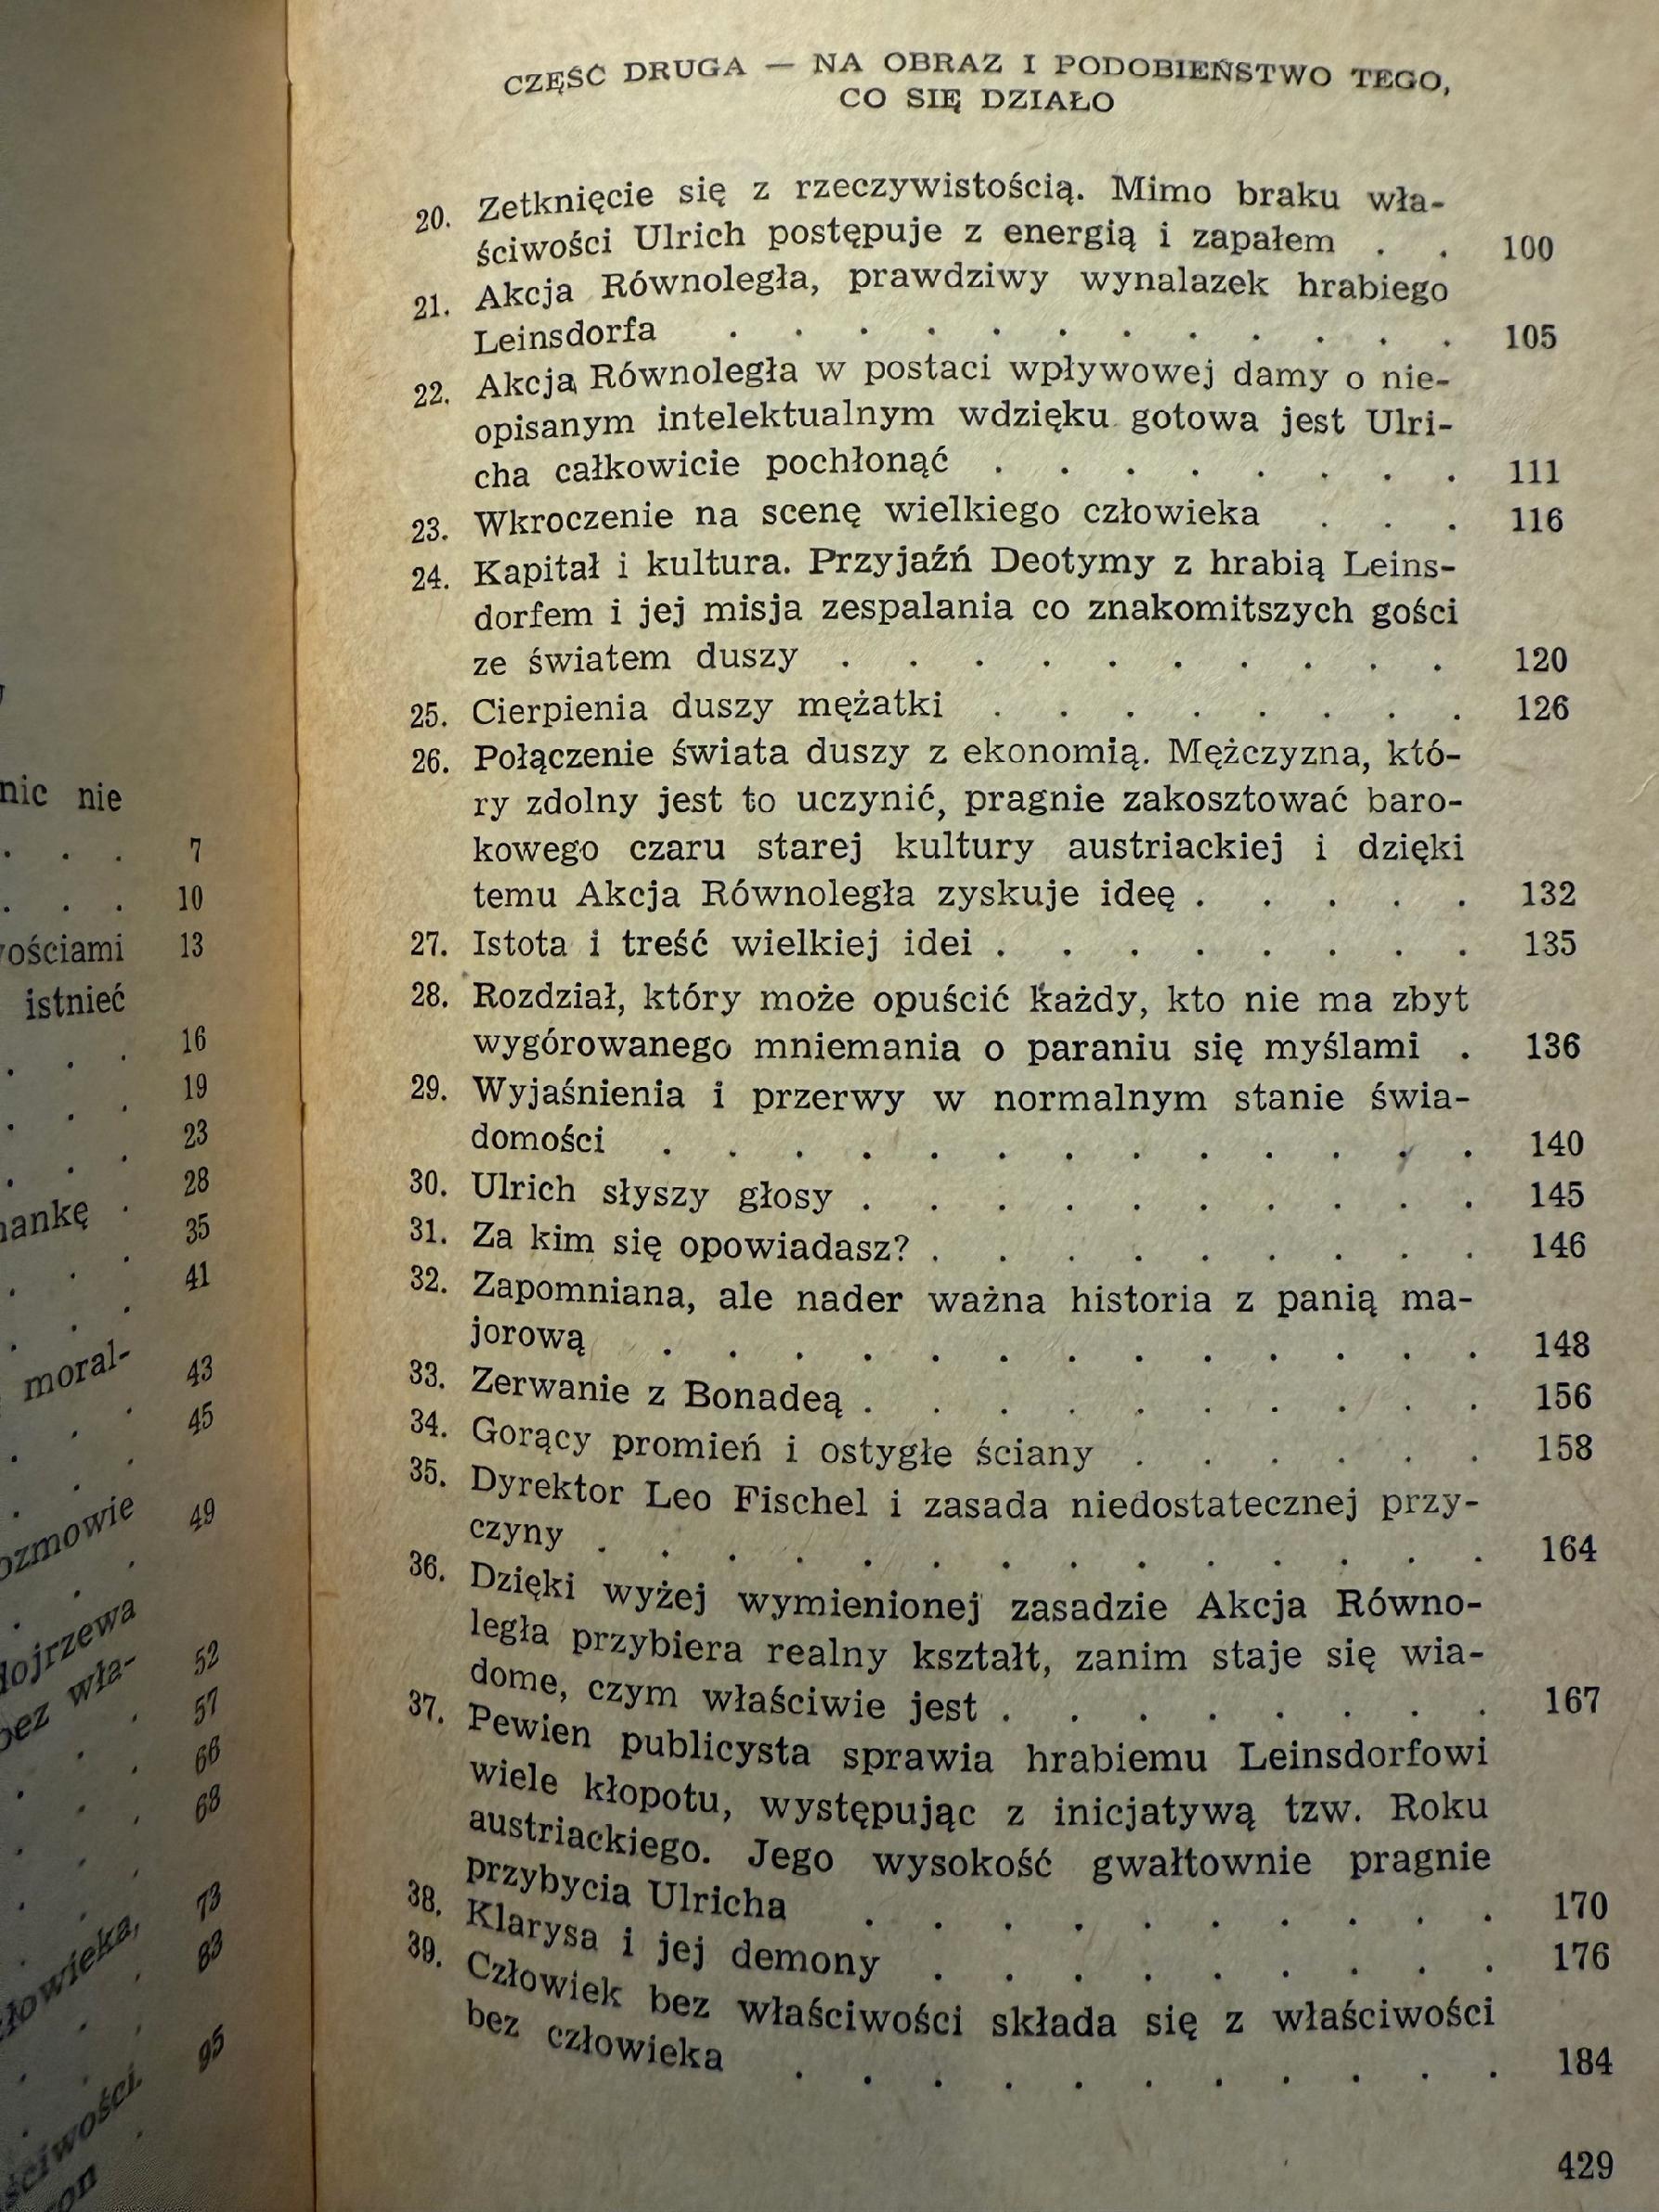 nic nie
. . . 7
. . . 10
13
istnieć
. . . 16
. . . 19
. . . 23
. . . 28
. 35
. . . 41
. . .
moral-
43
. . . 45
. . .
49
. . .
52
bez wła-
. 57
. . . 66
. . . 68
. . .
73
. . . 83
95
CZĘŚĆ DRUGA — NA OBRAZ I PODOBIEŃSTWO TEGO,
CO SIĘ DZIAŁO
20. Zetknięcie się z rzeczywistością. Mimo braku wła-
ściwości Ulrich postępuje z energią i zapałem . . 100
21. Akcja Równoległa, prawdziwy wynalazek hrabiego
Leinsdorfa . . . . . . . . . . . . 105
22. Akcja Równoległa w postaci wpływowej damy o nie-
opisanym intelektualnym wdzięku gotowa jest Ulri-
cha całkowicie pochłonąć . . . . . . . . 111
23. Wkroczenie na scenę wielkiego człowieka . . . 116
24. Kapitał i kultura. Przyjaźń Deotymy z hrabią Leins-
dorfem i jej misja zespalania co znakomitszych gości
ze światem duszy . . . . . . . . . . 120
25. Cierpienia duszy mężatki . . . . . . . . 126
26. Połączenie świata duszy z ekonomią. Mężczyzna, któ-
ry zdolny jest to uczynić, pragnie zakosztować baro-
kowego czaru starej kultury austriackiej i dzięki
temu Akcja Równoległa zyskuje ideę . . . . . 132
27. Istota i treść wielkiej idei . . . . . . . . 135
28. Rozdział, który może opuścić każdy, kto nie ma zbyt
wygórowanego mniemania o paraniu się myślami . 136
29. Wyjaśnienia i przerwy w normalnym stanie świa-
domości . . . . . . . . . . . . . 140
30. Ulrich słyszy głosy . . . . . . . . . . 145
31. Za kim się opowiadasz? . . . . . . . . . 146
32. Zapomniana, ale nader ważna historia z panią ma-
jorową . . . . . . . . . . . . . 148
33. Zerwanie z Bonadeą . . . . . . . . . . 156
34. Gorący promień i ostygłe ściany . . . . . . 158
35. Dyrektor Leo Fischel i zasada niedostatecznej przy-
czyny . . . . . . . . . . . . . . 164
36. Dzięki wyżej wymienionej zasadzie Akcja Równo-
legła przybiera realny kształt, zanim staje się wia-
dome, czym właściwie jest . . . . . . . . 167
37. Pewien publicysta sprawia hrabiemu Leinsdorfowi
wiele kłopotu, występując z inicjatywą tzw. Roku
austriackiego. Jego wysokość gwałtownie pragnie
przybycia Ulricha . . . . . . . . . . 170
38. Klarysa i jej demony . . . . . . . . . 176
39. Człowiek bez właściwości składa się z właściwości
bez człowieka . . . . . . . . . . . 184
429